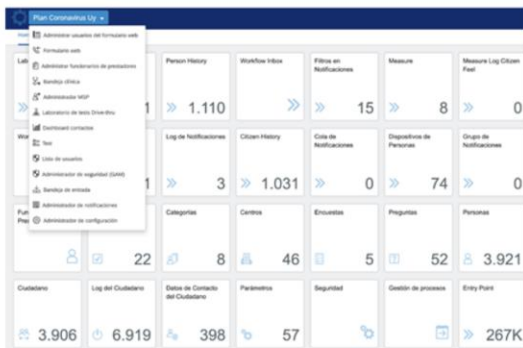 Plan Coronavirus Uy
Administrar usuarios del formulario web
Formulario web
Administrar funcionarios de prestadores
Bandeja clínica
Administrador MSP
Laboratorio de tests Drive-thru
Dashboard contactos
Test
Lista de usuarios
Administrador de seguridad (GAM)
Bandeja de entrada
Administrador de notificaciones
Administrador de configuración
Person History
1.110
Workflow Inbox
Filtros en
Notificaciones
15
Measure
8
Measure Log Citizen
Feel
0
Log de Notificaciones
3
Citizen History
1.031
Cola de
Notificaciones
0
Dispositivos de
Personas
74
Grupo de
Notificaciones
0
22
Categorías
8
Centros
46
Encuestas
5
Preguntas
52
Personas
3.921
Ciudadano
3.906
Log del Ciudadano
6.919
Datos de Contacto
del Ciudadano
398
Parámetros
57
Seguridad
Gestión de procesos
Entry Point
267K